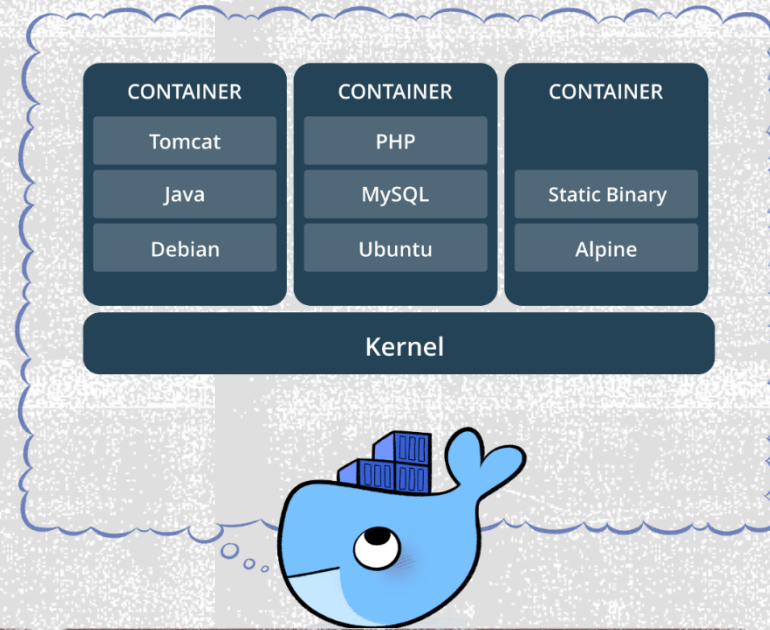 CONTAINER
Tomcat
Java
Debian
CONTAINER
PHP
MySQL
Ubuntu
CONTAINER
Static Binary
Alpine
Kernel